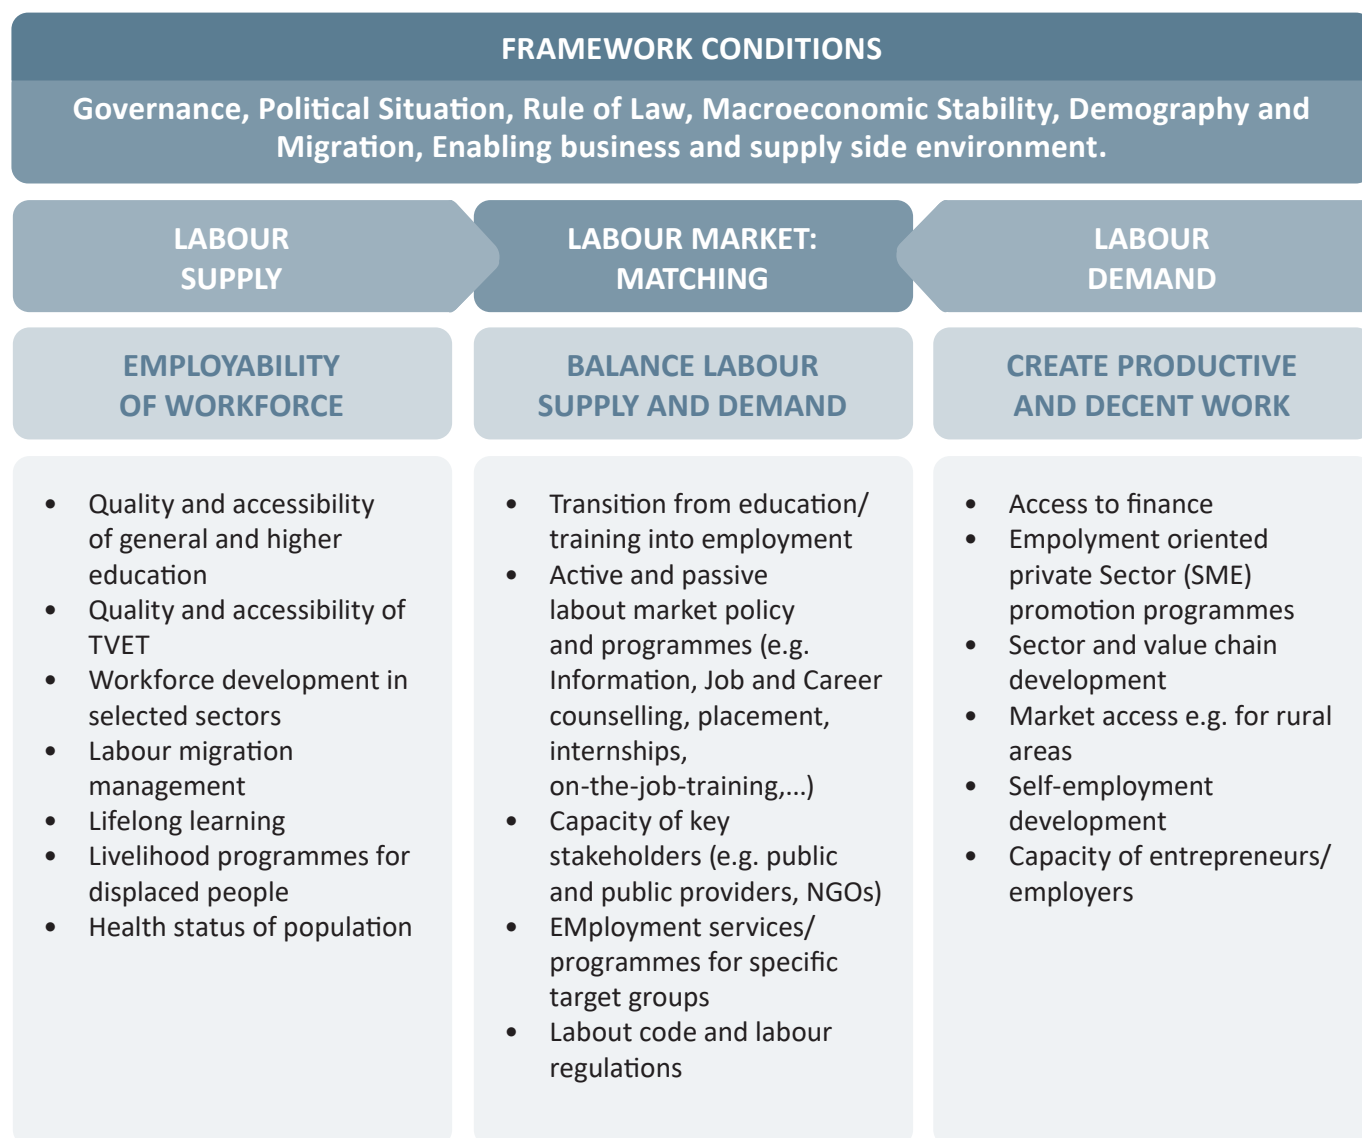 FRAMEWORK CONDITIONS
Governance, Political Situation, Rule of Law, Macroeconomic Stability, Demography and
Migration, Enabling business and supply side environment.
LABOUR
SUPPLY
LABOUR MARKET:
MATCHING
LABOUR
DEMAND
EMPLOYABILITY
OF WORKFORCE
BALANCE LABOUR
SUPPLY AND DEMAND
CREATE PRODUCTIVE
AND DECENT WORK
• Quality and accessibility
of general and higher
education
• Quality and accessibility of
TVET
• Workforce development in
selected sectors
• Labour migration
management
• Lifelong learning
• Livelihood programmes for
displaced people
• Health status of population
• Transition from education/
training into employment
• Active and passive
labout market policy
and programmes (e.g.
Information, Job and Career
counselling, placement,
internships,
on-the-job-training,...)
• Capacity of key
stakeholders (e.g. public
and public providers, NGOs)
• EMployment services/
programmes for specific
target groups
• Labout code and labour
regulations
• Access to finance
• Empolyment oriented
private Sector (SME)
promotion programmes
• Sector and value chain
development
• Market access e.g. for rural
areas
• Self-employment
development
• Capacity of entrepreneurs/
employers